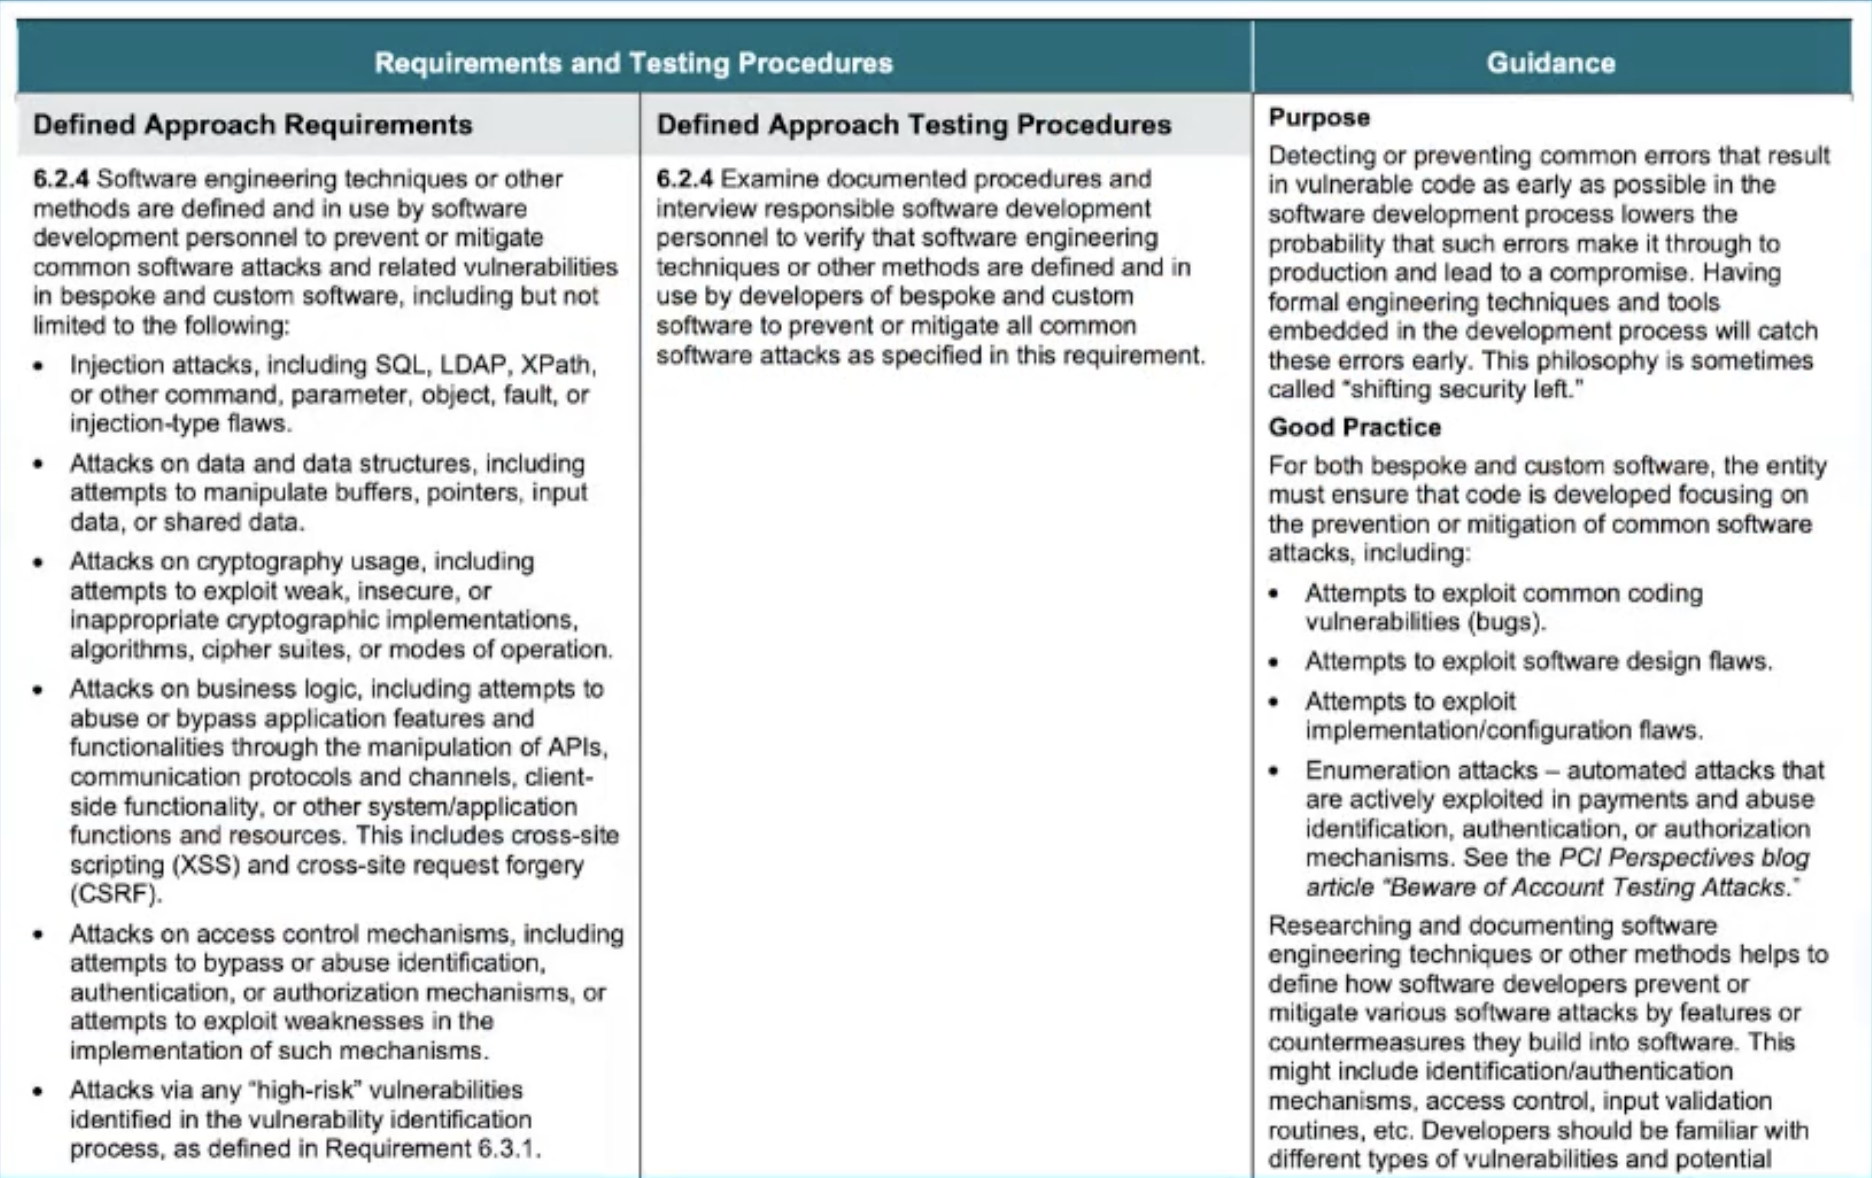 Requirements and Testing Procedures
Guidance
Defined Approach Requirements
6.2.4 Software engineering techniques or other
methods are defined and in use by software
development personnel to prevent or mitigate
common software attacks and related vulnerabilities
in bespoke and custom software, including but not
limited to the following:
• Injection attacks, including SQL, LDAP, XPath,
or other command, parameter, object, fault, or
injection-type flaws.
• Attacks on data and data structures, including
attempts to manipulate buffers, pointers, input
data, or shared data.
• Attacks on cryptography usage, including
attempts to exploit weak, insecure, or
inappropriate cryptographic implementations,
algorithms, cipher suites, or modes of operation.
• Attacks on business logic, including attempts to
abuse or bypass application features and
functionalities through the manipulation of APIs,
communication protocols and channels, client-
side functionality, or other system/application
functions and resources. This includes cross-site
scripting (XSS) and cross-site request forgery
(CSRF).
• Attacks on access control mechanisms, including
attempts to bypass or abuse identification,
authentication, or authorization mechanisms, or
attempts to exploit weaknesses in the
implementation of such mechanisms.
• Attacks via any “high-risk” vulnerabilities
identified in the vulnerability identification
process, as defined in Requirement 6.3.1.
Defined Approach Testing Procedures
6.2.4 Examine documented procedures and
interview responsible software development
personnel to verify that software engineering
techniques or other methods are defined and in
use by developers of bespoke and custom
software to prevent or mitigate all common
software attacks as specified in this requirement.
Purpose
Detecting or preventing common errors that result
in vulnerable code as early as possible in the
software development process lowers the
probability that such errors make it through to
production and lead to a compromise. Having
formal engineering techniques and tools
embedded in the development process will catch
these errors early. This philosophy is sometimes
called “shifting security left.”
Good Practice
For both bespoke and custom software, the entity
must ensure that code is developed focusing on
the prevention or mitigation of common software
attacks, including:
• Attempts to exploit common coding
vulnerabilities (bugs).
• Attempts to exploit software design flaws.
• Attempts to exploit
implementation/configuration flaws.
• Enumeration attacks – automated attacks that
are actively exploited in payments and abuse
identification, authentication, or authorization
mechanisms. See the PCI Perspectives blog
article “Beware of Account Testing Attacks.”
Researching and documenting software
engineering techniques or other methods helps to
define how software developers prevent or
mitigate various software attacks by features or
countermeasures they build into software. This
might include identification/authentication
mechanisms, access control, input validation
routines, etc. Developers should be familiar with
different types of vulnerabilities and potential